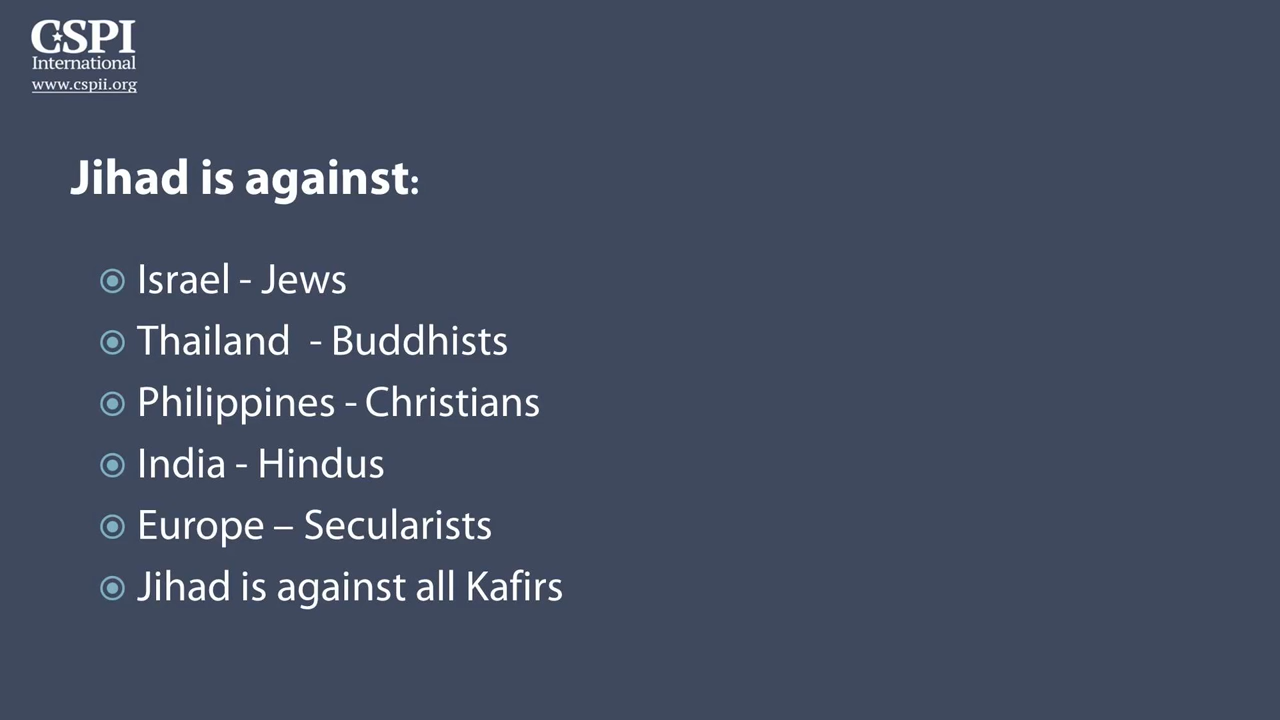 CSPI
International
www.cspii.org
Jihad is against:
Israel - Jews
Thailand - Buddhists
Philippines - Christians
India - Hindus
Europe – Secularists
Jihad is against all Kafirs